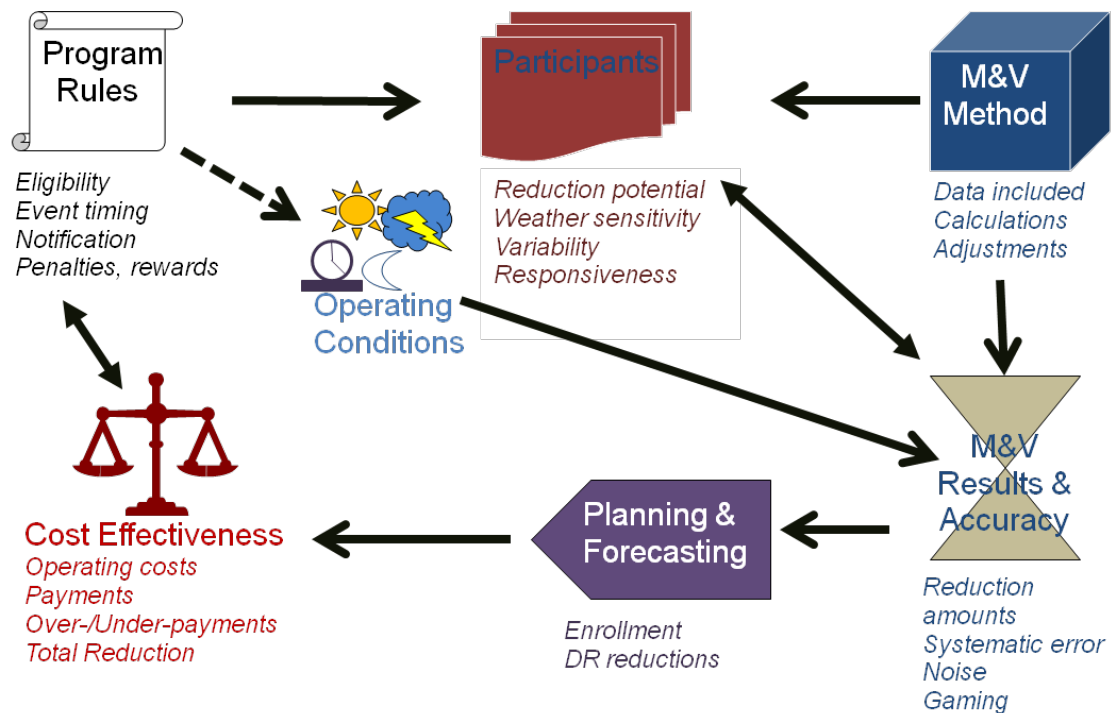 Program
Rules
Eligibility
Event timing
Notification
Penalties, rewards
Participants
Reduction potential
Weather sensitivity
Variability
Responsiveness
M&V
Method
Data included
Calculations
Adjustments
Operating
Conditions
Cost Effectiveness
Operating costs
Payments
Over-/Under-payments
Total Reduction
Planning &
Forecasting
Enrollment
DR reductions
M&V
Results &
Accuracy
Reduction
amounts
Systematic error
Noise
Gaming